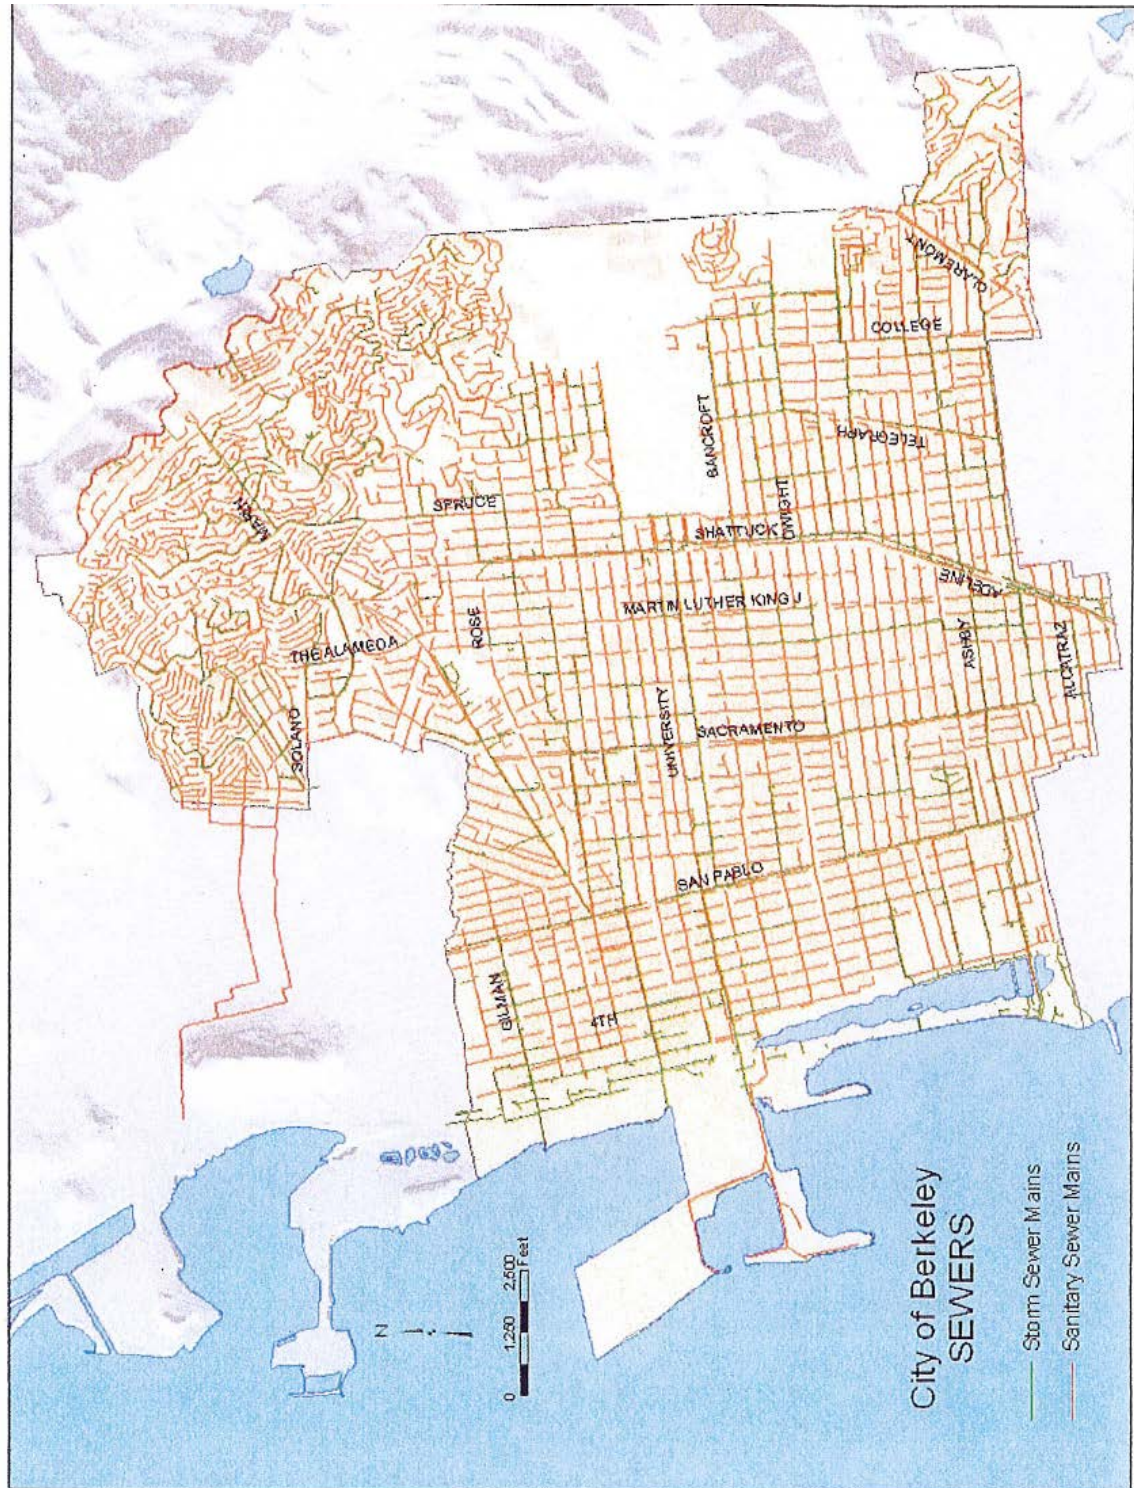 MARIN
SPRUCE
THE ALAMEDA
ROSE
SOLANO
CLAREMONT
COLLEGE
BANCROFT
TELEGRAPH
DWIGHT
SHATTUCK
ADELINE
MARTIN LUTHER KING J
ASHBY
ALCATRAZ
UNIVERSITY
SACRAMENTO
SAN PABLO
GILMAN
4TH
N
0 1,250 2,500
Feet
City of Berkeley
SEWERS
Storm Sewer Mains
Sanitary Sewer Mains